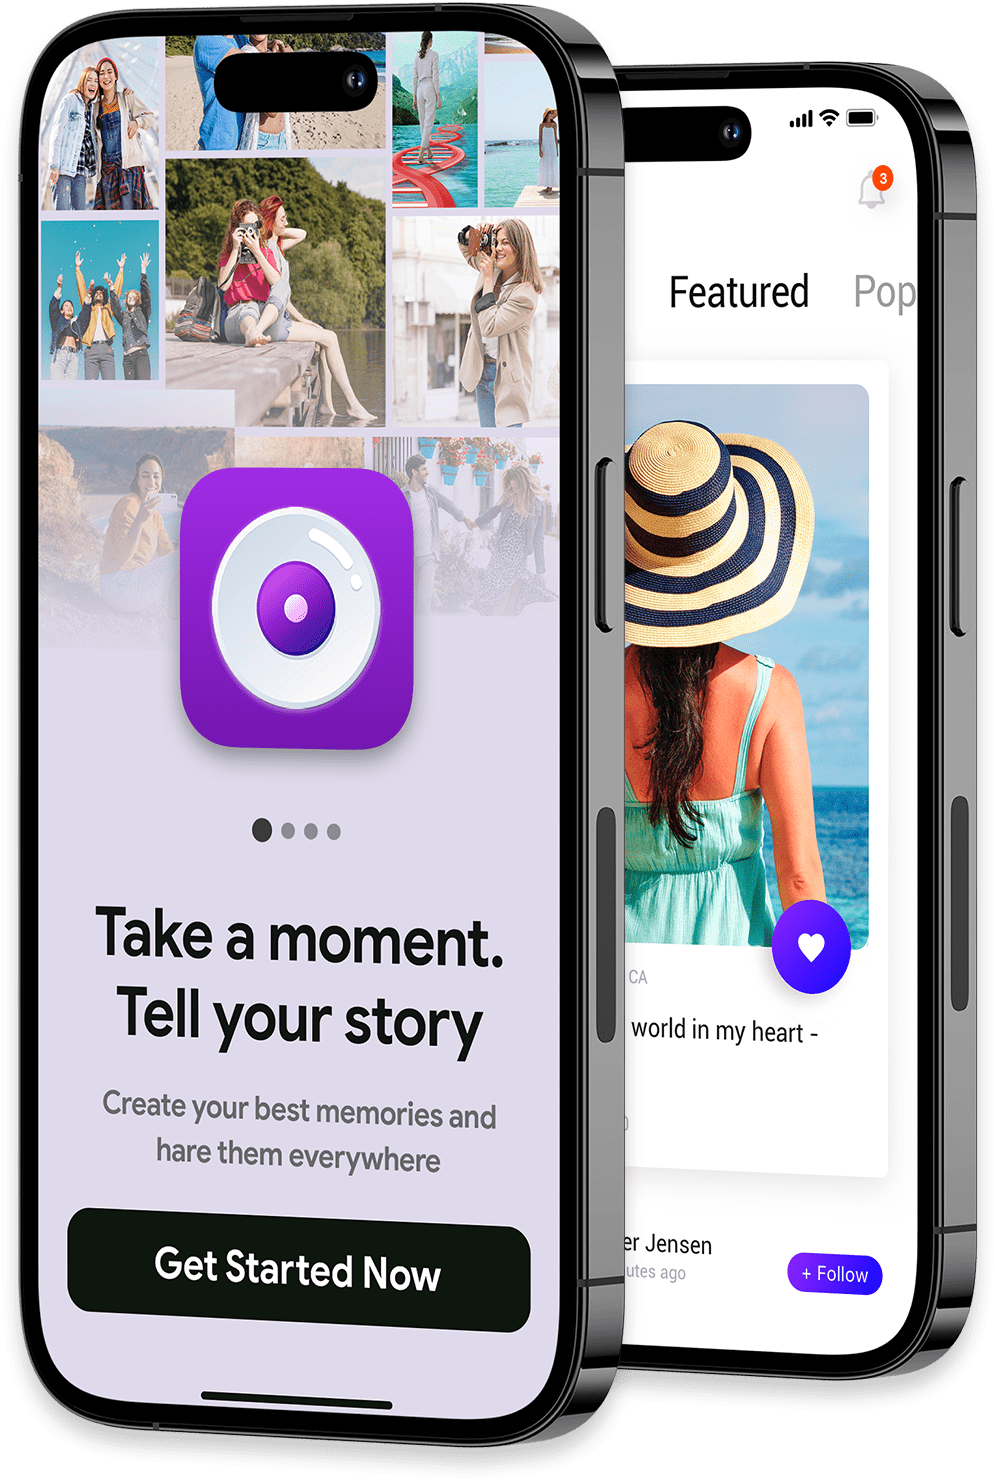 Take a moment.
Tell your story
Create your best memories and
hare them everywhere
Get Started Now
3
Featured
Pop
CA
world in my heart -
er Jensen
utes ago
+ Follow